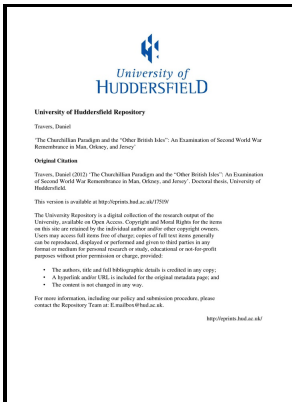 University of
HUDDERSFIELD
University of Huddersfield Repository
Travers, Daniel
'The Churchillian Paradigm and the "Other British Isles": An Examination of Second World War
Remembrance in Man, Orkney, and Jersey'
Original Citation
Travers, Daniel (2012) 'The Churchillian Paradigm and the "Other British Isles": An Examination
of Second World War Remembrance in Man, Orkney, and Jersey'. Doctoral thesis, University of
Huddersfield.
This version is available at http://eprints.hud.ac.uk/17519/
The University Repository is a digital collection of the research output of the
University, available on Open Access. Copyright and Moral Rights for the items
on this site are retained by the individual author and/or other copyright owners.
Users may access full items free of charge; copies of full text items generally
can be reproduced, displayed or performed and given to third parties in any
format or medium for personal research or study, educational or not-for-profit
purposes without prior permission or charge, provided:
• The authors, title and full bibliographic details is credited in any copy;
• A hyperlink and/or URL is included for the original metadata page; and
• The content is not changed in any way.
For more information, including our policy and submission procedure, please
contact the Repository Team at: E.mailbox@hud.ac.uk.
http://eprints.hud.ac.uk/